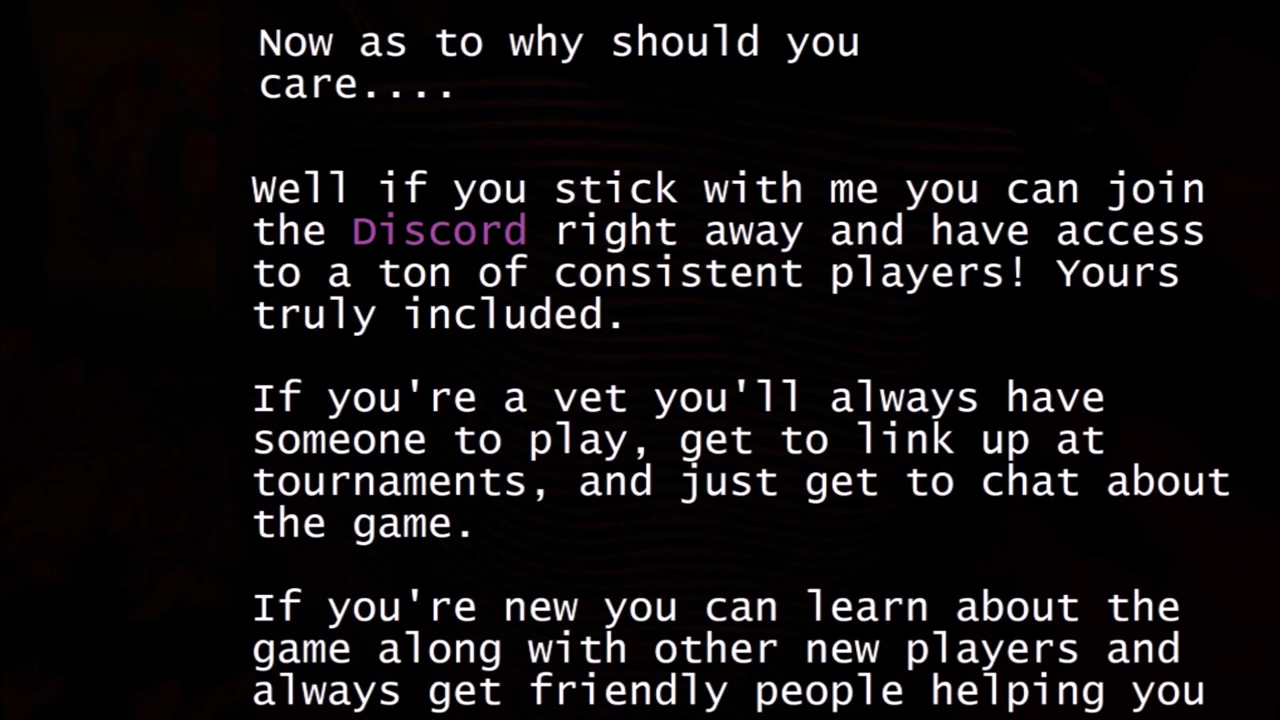 Now as to why should you
care....
Well if you stick with me you can join
the Discord right away and have access
to a ton of consistent players! Yours
truly included.
If you're a vet you'll always have
someone to play, get to link up at
tournaments, and just get to chat about
the game.
If you're new you can learn about the
game along with other new players and
always get friendly people helping you